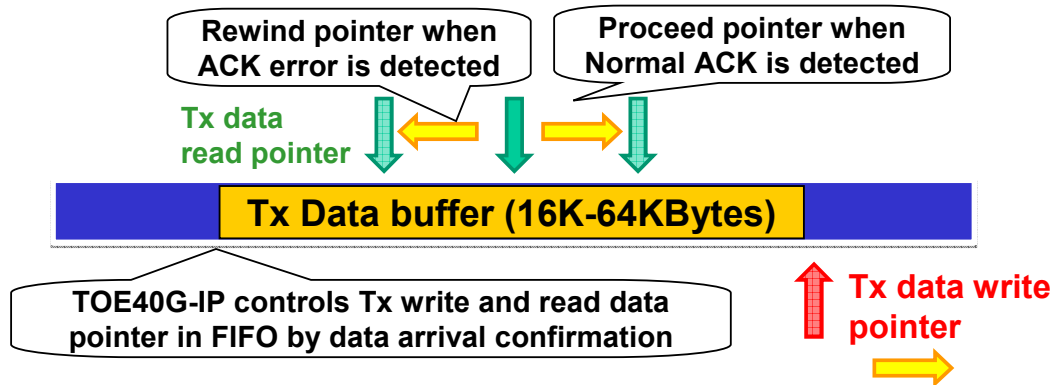 Rewind pointer when
ACK error is detected
Proceed pointer when
Normal ACK is detected
Tx data
read pointer
Tx Data buffer (16K-64KBytes)
TOE40G-IP controls Tx write and read data
pointer in FIFO by data arrival confirmation
Tx data write
pointer